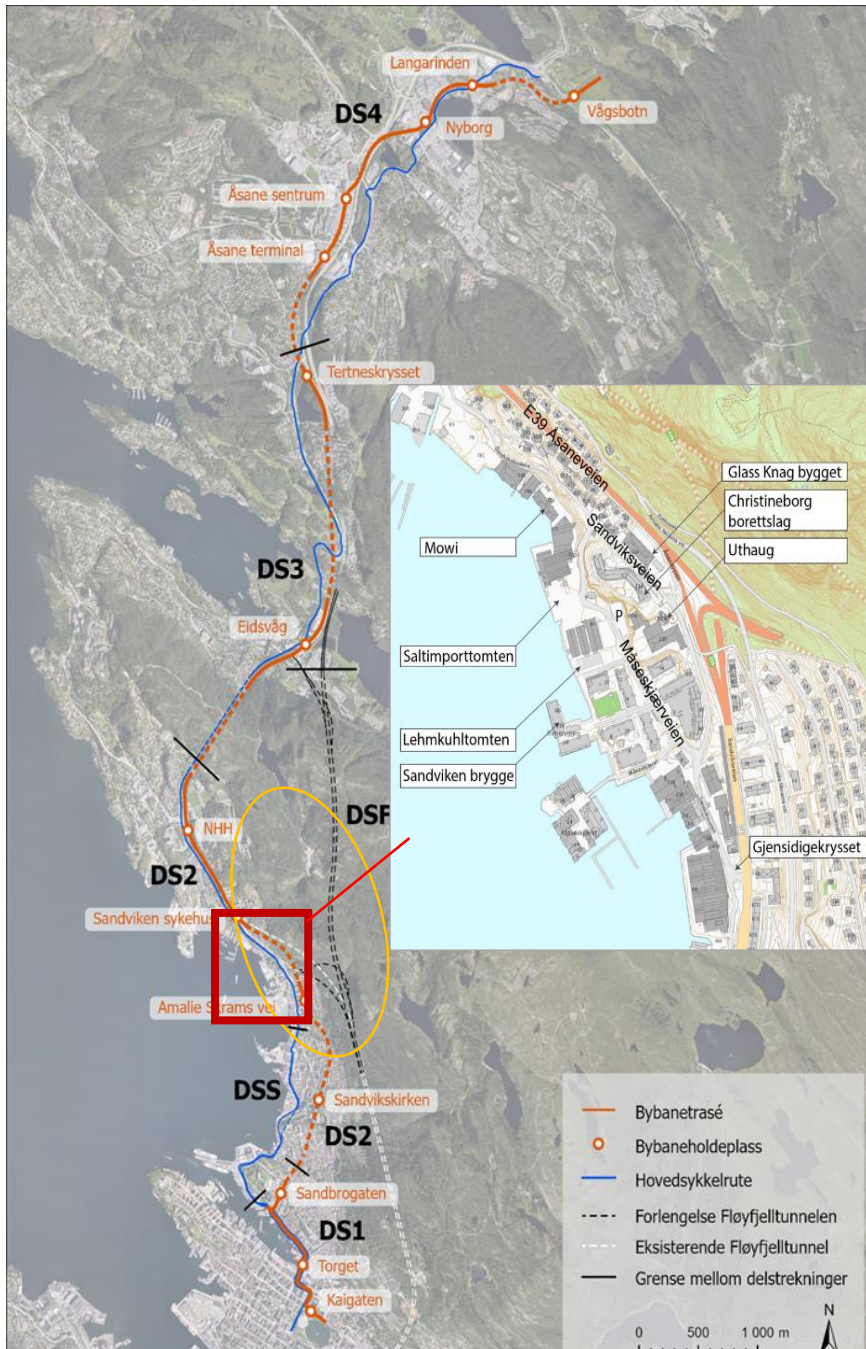 Langarinden
Vågsbotn
DS4
Nyborg
Åsane sentrum
Åsane terminal
Tertneskrysset
E39 Åsaneveien
Glass Knag bygget
Christineborg
borettslag
Sandviksveien
Mowi
Uthaug
DS3
P
Eidsvåg
Saltimporttomten
Måseskjærveien
Lehmkuhltomten
Sandviken brygge
NHH
DSF
Gjensidigekrysset
DS2
Sandviken sykehus
Amalie Skrams vei
DSS
Sandvikskirken
DS2
Sandbrogaten
DS1
Torget
Kaigaten
Bybanetrasé
Bybaneholdeplass
Hovedsykkelrute
Forlengelse Fløyfjelltunnelen
Eksisterende Fløyfjelltunnel
Grense mellom delstrekninger
N
0 500 1 000 m